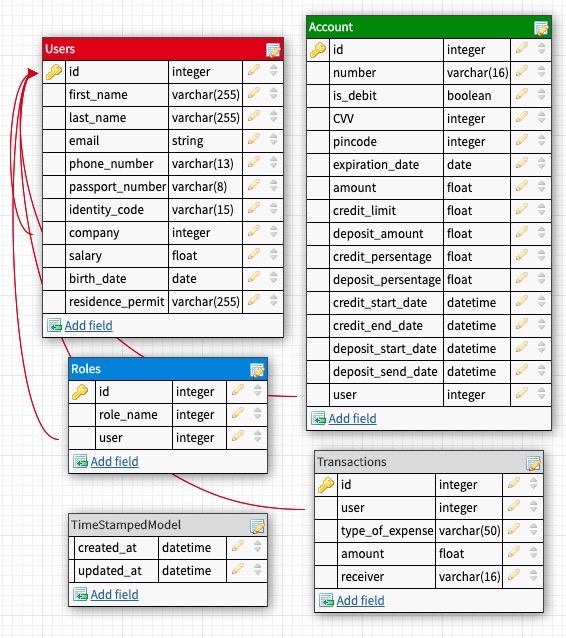 Users
id integer
first_name varchar(255)
last_name varchar(255)
email string
phone_number varchar(13)
passport_number varchar(8)
identity_code varchar(15)
company integer
salary float
birth_date date
residence_permit varchar(255)
Add field
Account
id integer
number varchar(16)
is_debit boolean
CVV integer
pincode integer
expiration_date date
amount float
credit_limit float
deposit_amount float
credit_persentage float
deposit_persentage float
credit_start_date datetime
credit_end_date datetime
deposit_start_date datetime
deposit_send_date datetime
user integer
Add field
Roles
id integer
role_name integer
user integer
Add field
Transactions
id integer
user integer
type_of_expense varchar(50)
amount float
receiver varchar(16)
Add field
TimeStampedModel
created_at datetime
updated_at datetime
Add field